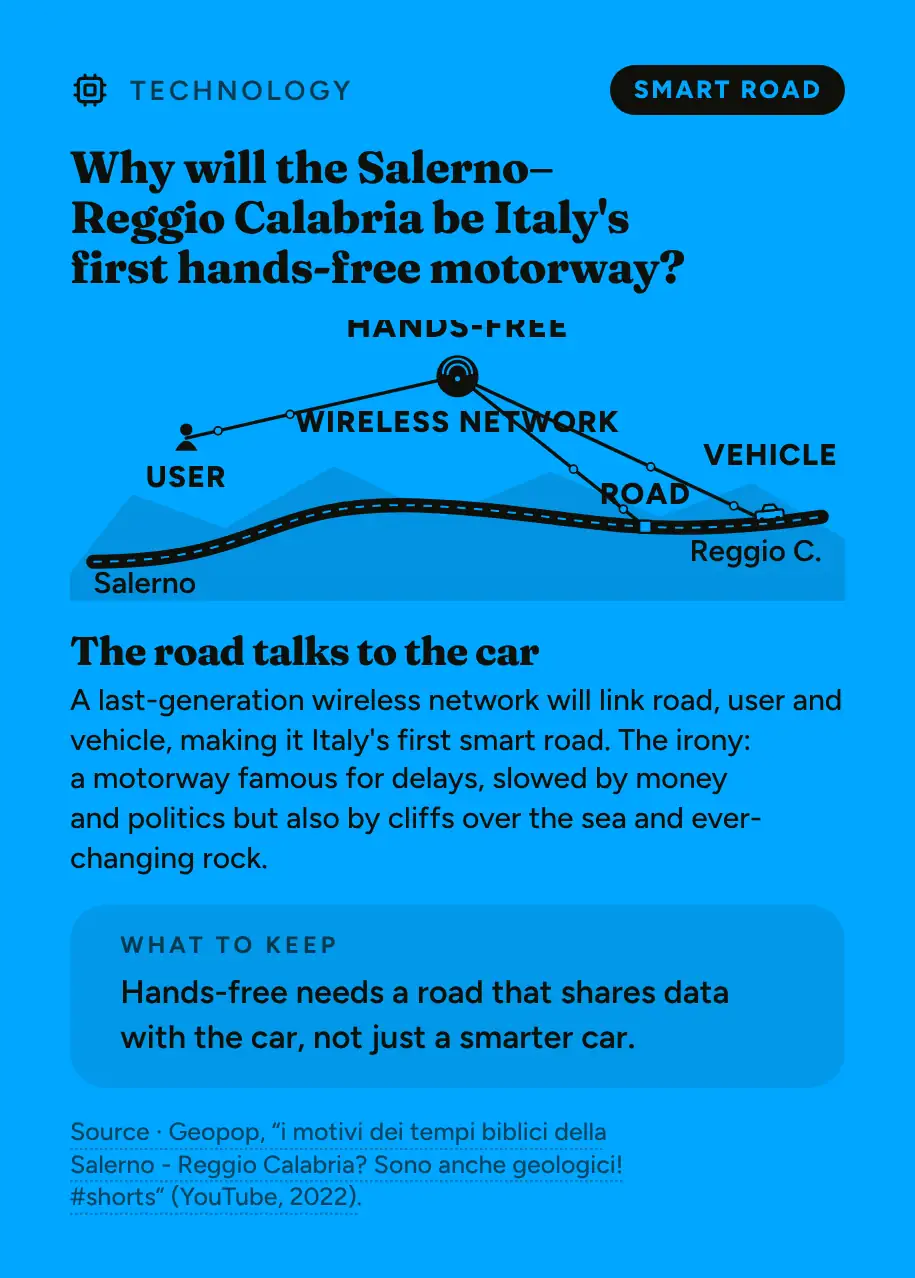 TECHNOLOGY
SMART ROAD
Why will the Salerno–
Reggio Calabria be Italy's
first hands-free motorway?
HANDS-FREE
WIRELESS NETWORK
VEHICLE
USER
ROAD
Reggio C.
Salerno
The road talks to the car
A last-generation wireless network will link road, user and
vehicle, making it Italy's first smart road. The irony:
a motorway famous for delays, slowed by money
and politics but also by cliffs over the sea and ever-
changing rock.
WHAT TO KEEP
Hands-free needs a road that shares data
with the car, not just a smarter car.
Source · Geopop, “i motivi dei tempi biblici della
Salerno - Reggio Calabria? Sono anche geologici!
#shorts” (YouTube, 2022).